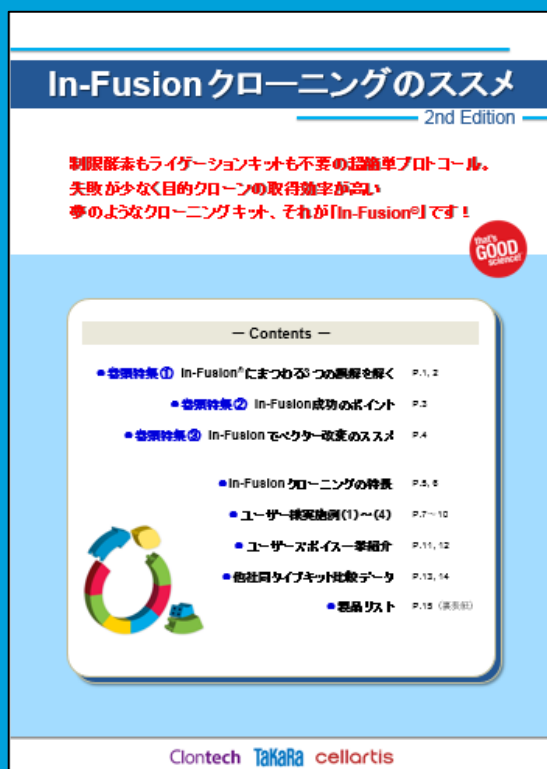 In-Fusionクローニングのススメ
2nd Edition
制限酵素もライゲーションキットも不要の超簡単プロトコール。
失敗が少なく目的クローンの取得効率が高い
夢のようなクローニングキット、それが「In-Fusion®」です!
that's
GOOD
science!
— Contents —
●巻頭特集① In-Fusion®にまつわる3つの誤解を解く P.1, 2
●巻頭特集② In-Fusion成功のポイント P.3
●巻頭特集③ In-Fusionでベクター改変のススメ P.4
●In-Fusionクローニングの特長 P.5, 6
●ユーザー様実施例(1)~(4) P.7~10
●ユーザーズボイス一挙紹介 P.11, 12
●他社同タイプキット比較データ P.13, 14
●製品リスト P.15 (裏表紙)
Clontech TaKaRa cellartis